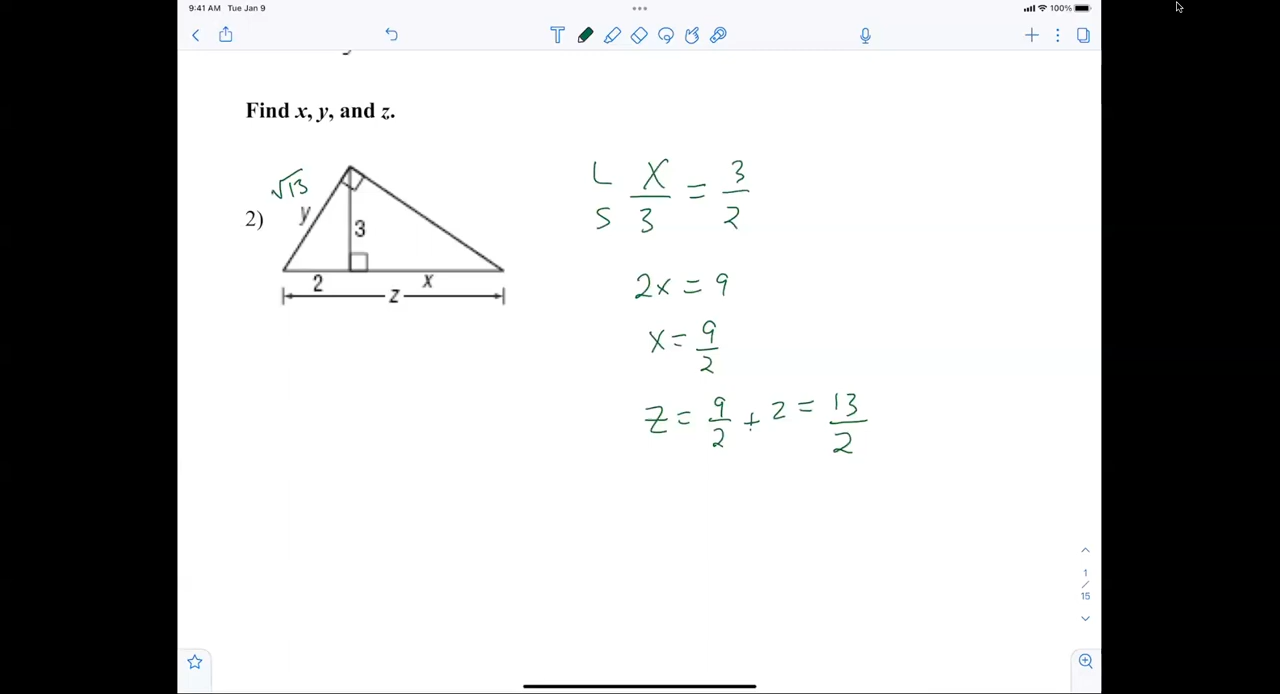 9:41 AM Tue Jan 9
100%
T
Find x, y, and z.
√13
y
2)
3
2
x
z
L X/3 = 3/2
S
2x = 9
x = 9/2
z = 9/2 + 2 = 13/2
1
/
15